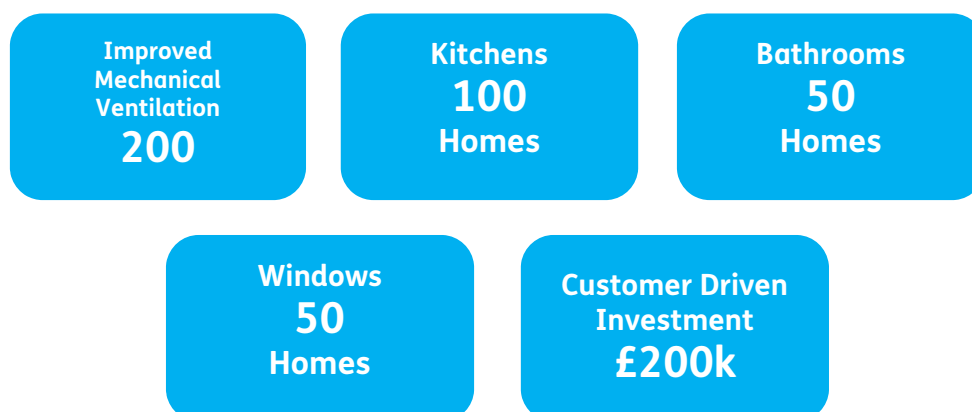 Improved
Mechanical
Ventilation
200
Kitchens
100
Homes
Bathrooms
50
Homes
Windows
50
Homes
Customer Driven
Investment
£200k